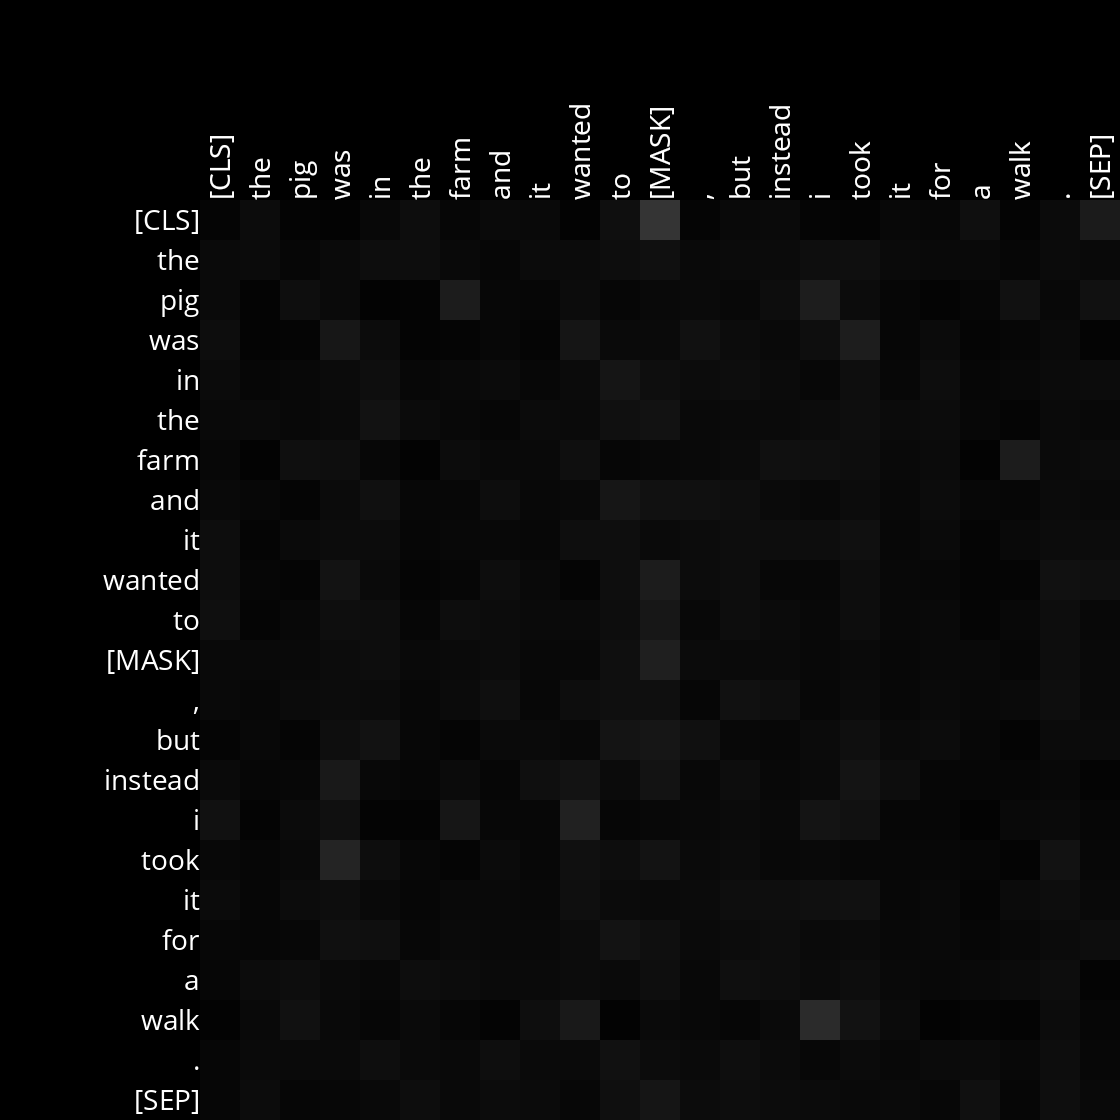 [CLS] the pig was in the farm and it wanted to [MASK] , but instead i took it for a walk . [SEP]
[CLS]
the
pig
was
in
the
farm
and
it
wanted
to
[MASK]
,
but
instead
i
took
it
for
a
walk
.
[SEP]